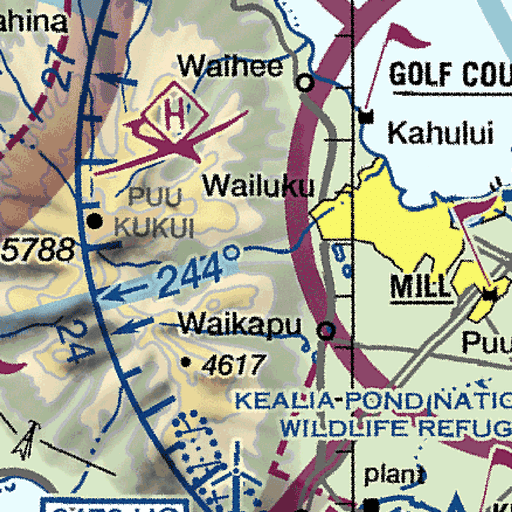 ahina
27
Waihee
GOLF COU
H
Kahului
Wailuku
PUU
KUKUI
5788
244°
MILL
24
Waikapu
Puu
4617
KEALIA POND NATIO
WILDLIFE REFUG
plant